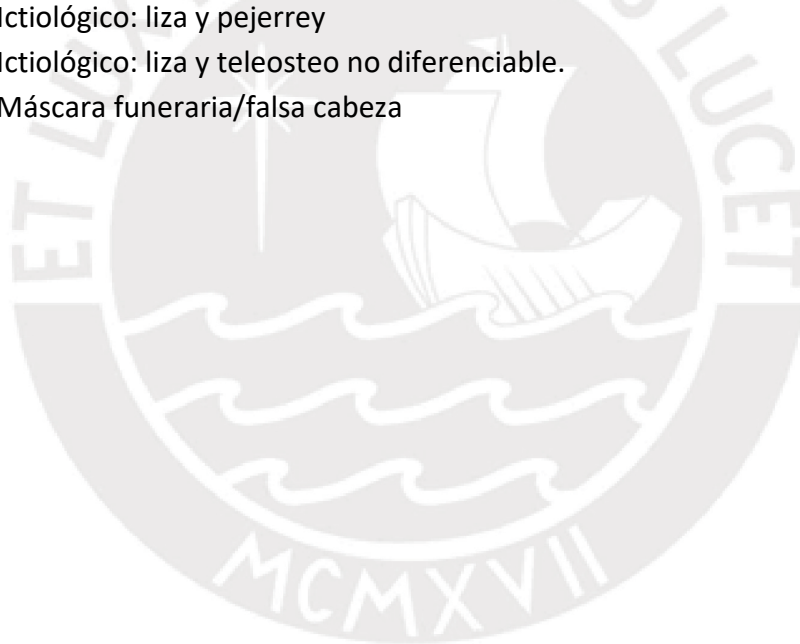 Ictiológico: liza y pejerrey
Ictiológico: liza y teleosteo no diferenciable.
Máscara funeraria/falsa cabeza
ET
LUCET
MCMXVII